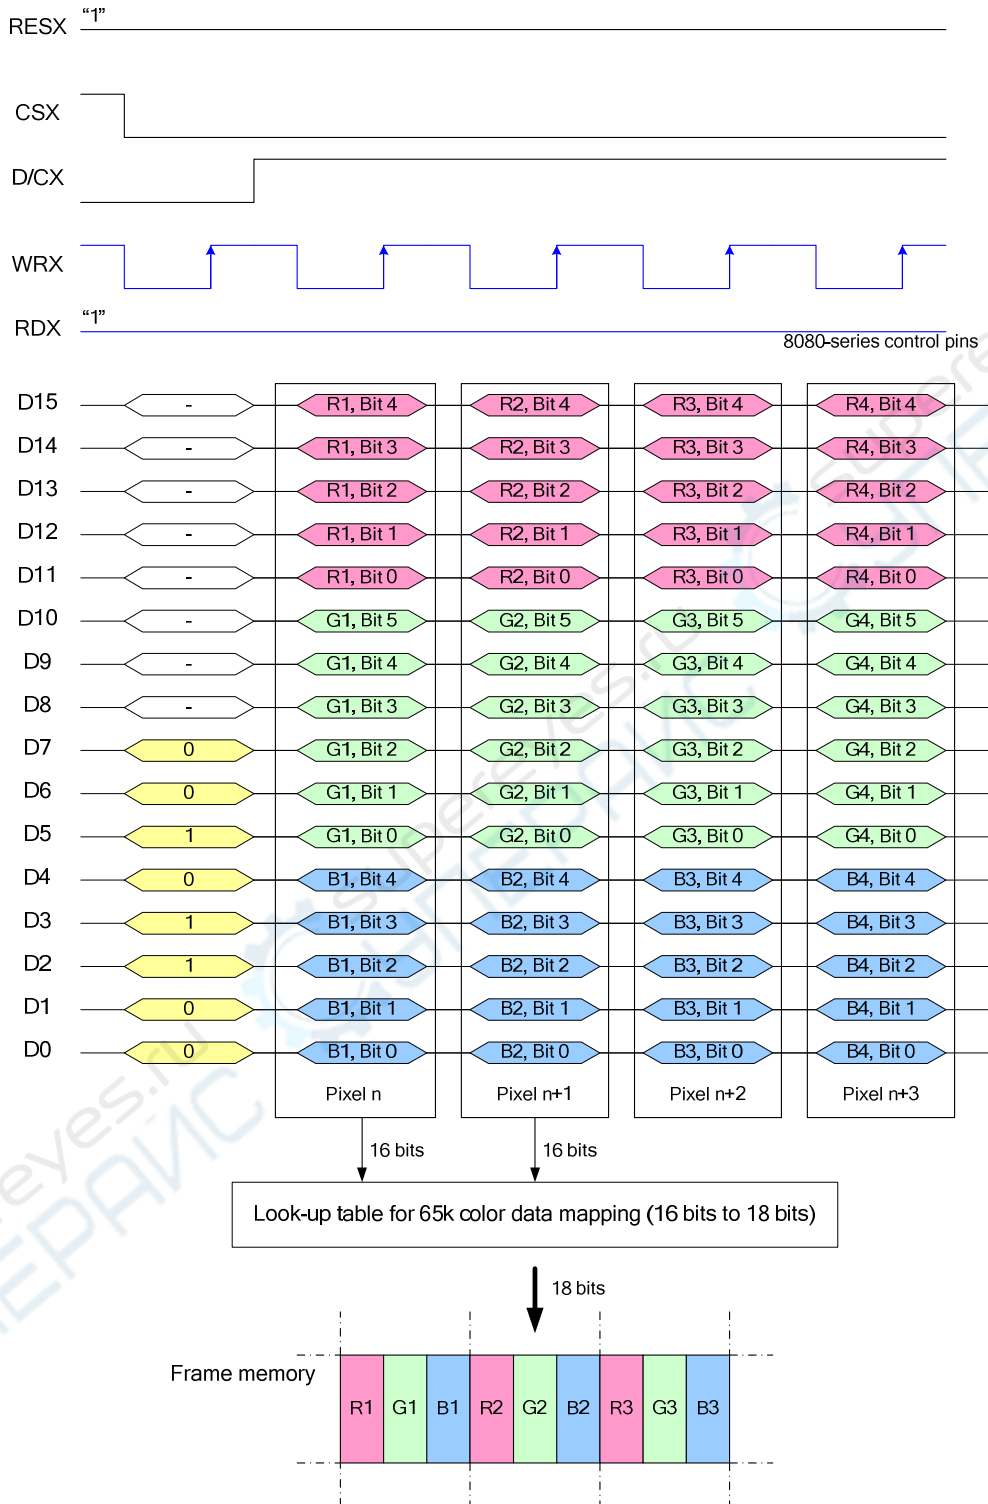 RESX "1"
CSX
D/CX
WRX
RDX "1"
8080-series control pins
D15 - R1, Bit 4 R2, Bit 4 R3, Bit 4 R4, Bit 4
D14 - R1, Bit 3 R2, Bit 3 R3, Bit 3 R4, Bit 3
D13 - R1, Bit 2 R2, Bit 2 R3, Bit 2 R4, Bit 2
D12 - R1, Bit 1 R2, Bit 1 R3, Bit 1 R4, Bit 1
D11 - R1, Bit 0 R2, Bit 0 R3, Bit 0 R4, Bit 0
D10 - G1, Bit 5 G2, Bit 5 G3, Bit 5 G4, Bit 5
D9 - G1, Bit 4 G2, Bit 4 G3, Bit 4 G4, Bit 4
D8 - G1, Bit 3 G2, Bit 3 G3, Bit 3 G4, Bit 3
D7 0 G1, Bit 2 G2, Bit 2 G3, Bit 2 G4, Bit 2
D6 0 G1, Bit 1 G2, Bit 1 G3, Bit 1 G4, Bit 1
D5 1 G1, Bit 0 G2, Bit 0 G3, Bit 0 G4, Bit 0
D4 0 B1, Bit 4 B2, Bit 4 B3, Bit 4 B4, Bit 4
D3 1 B1, Bit 3 B2, Bit 3 B3, Bit 3 B4, Bit 3
D2 1 B1, Bit 2 B2, Bit 2 B3, Bit 2 B4, Bit 2
D1 0 B1, Bit 1 B2, Bit 1 B3, Bit 1 B4, Bit 1
D0 0 B1, Bit 0 B2, Bit 0 B3, Bit 0 B4, Bit 0
Pixel n Pixel n+1 Pixel n+2 Pixel n+3
16 bits 16 bits
Look-up table for 65k color data mapping (16 bits to 18 bits)
18 bits
Frame memory
R1 G1 B1 R2 G2 B2 R3 G3 B3
supereyes.ru
СУПЕРАЙС